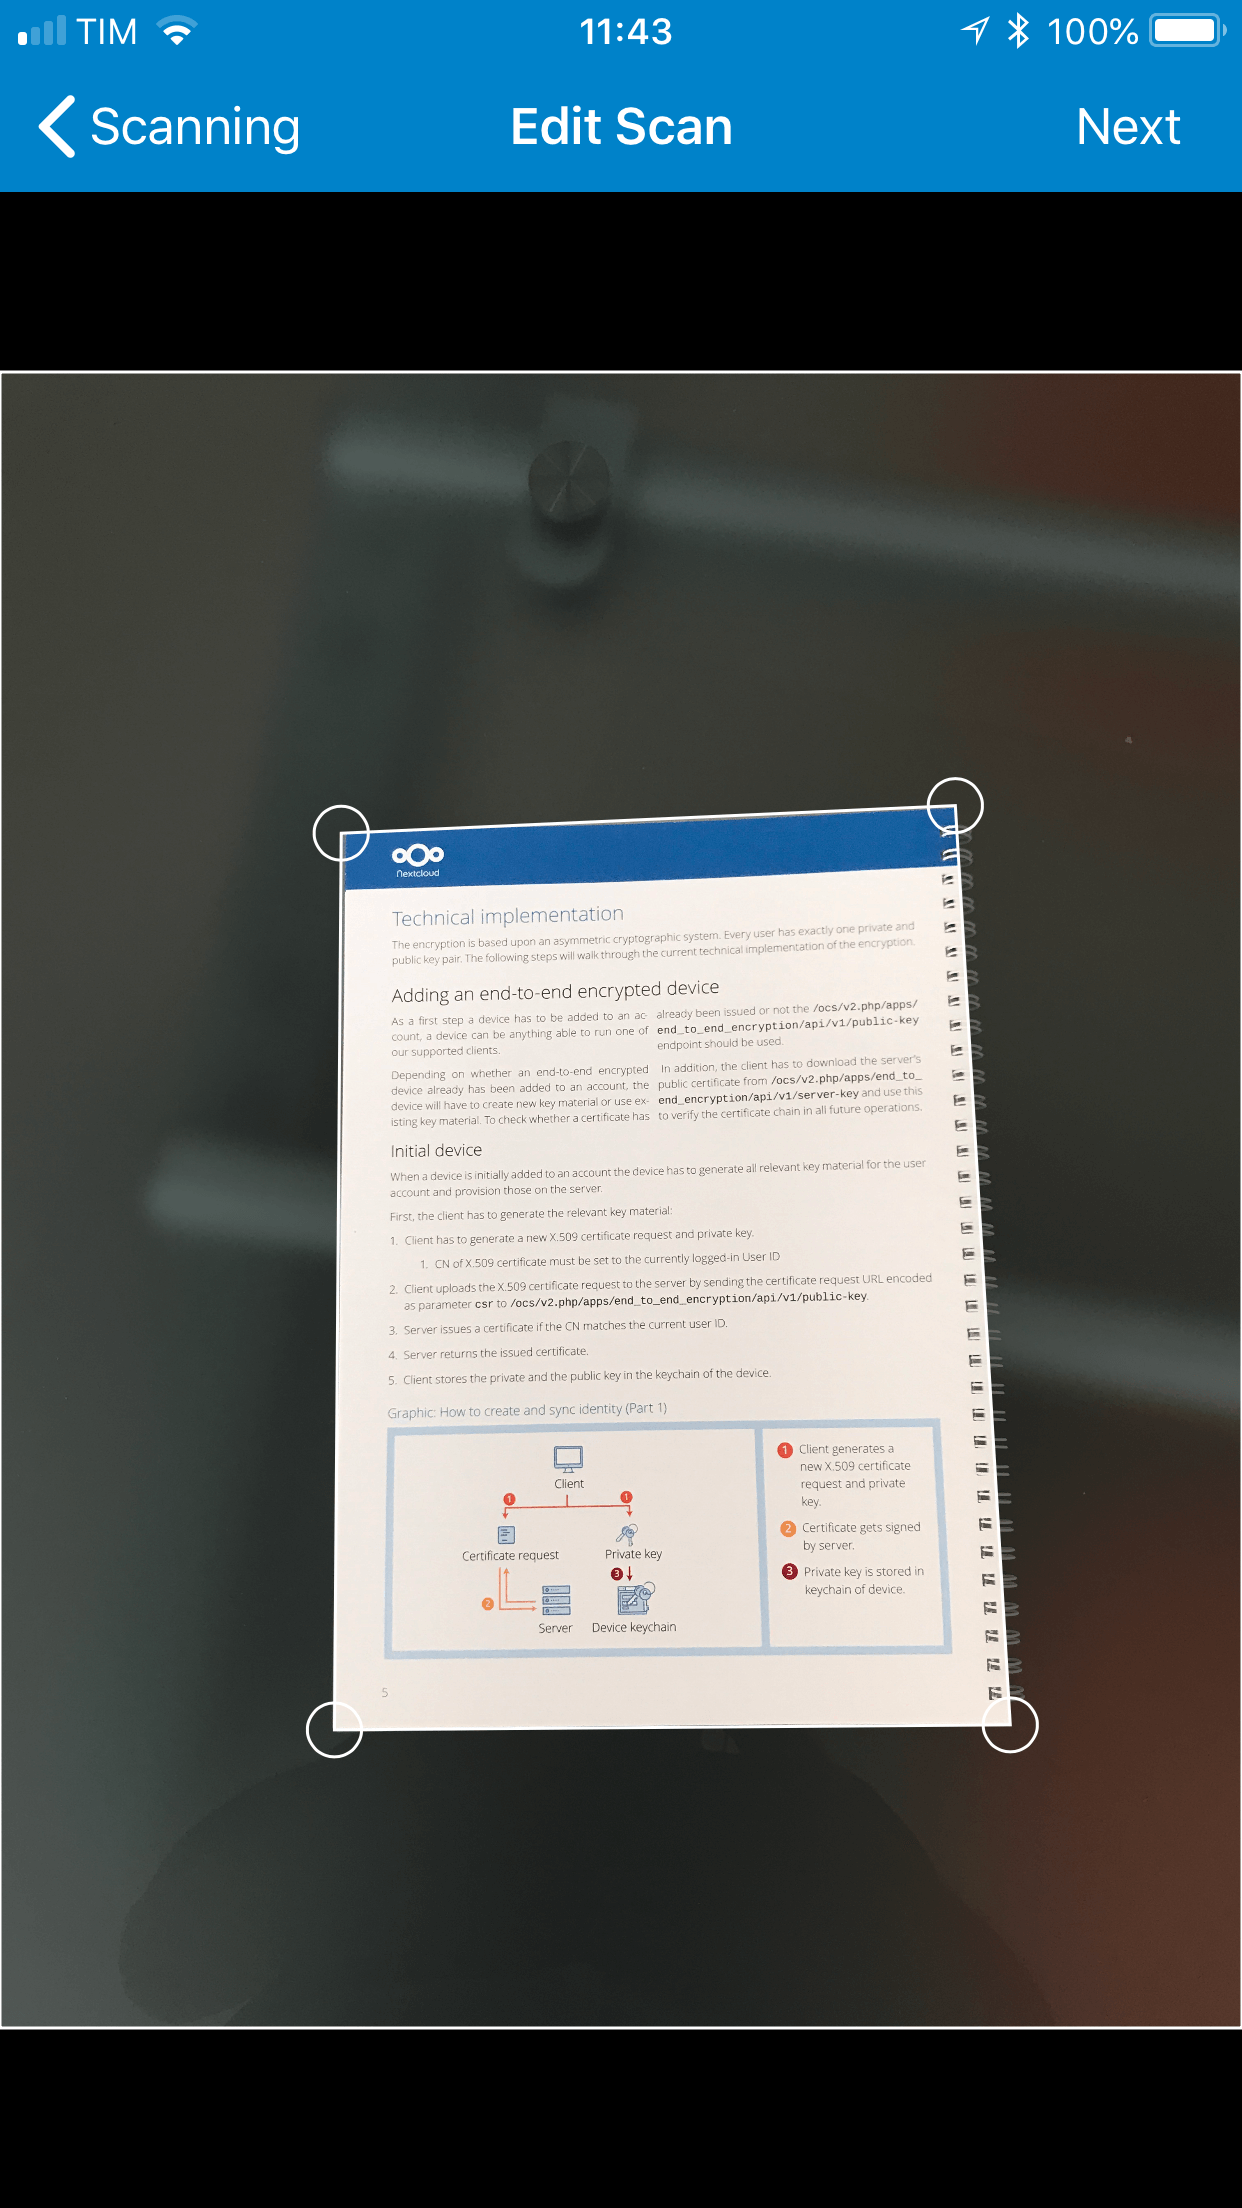 TIM
11:43
100%
Scanning
Edit Scan
Next
nextcloud
Technical implementation
The encryption is based upon an asymmetric cryptographic system. Every user has exactly one private and
public key pair. The following steps will walk through the current technical implementation of the encryption.
Adding an end-to-end encrypted device
As a first step a device has to be added to an ac-
count, a device can be anything able to run one of
our supported clients.
Depending on whether an end-to-end encrypted
device already has been added to an account, the
device will have to create new key material or use ex-
isting key material. To check whether a certificate has
already been issued or not the /ocs/v2.php/apps/
end_to_end_encryption/api/v1/public-key
endpoint should be used.
In addition, the client has to download the server's
public certificate from /ocs/v2.php/apps/end_to_
end_encryption/api/v1/server-key and use this
to verify the certificate chain in all future operations.
Initial device
When a device is initially added to an account the device has to generate all relevant key material for the user
account and provision those on the server.
First, the client has to generate the relevant key material:
1. Client has to generate a new X.509 certificate request and private key.
1. CN of X.509 certificate must be set to the currently logged-in User ID
2. Client uploads the X.509 certificate request to the server by sending the certificate request URL encoded
as parameter csr to /ocs/v2.php/apps/end_to_end_encryption/api/v1/public-key.
3. Server issues a certificate if the CN matches the current user ID.
4. Server returns the issued certificate.
5. Client stores the private and the public key in the keychain of the device.
Graphic: How to create and sync identity (Part 1)
Client
1
1
Certificate request
Private key
3
2
Server
Device keychain
1 Client generates a
new X.509 certificate
request and private
key.
2 Certificate gets signed
by server.
3 Private key is stored in
keychain of device.
5